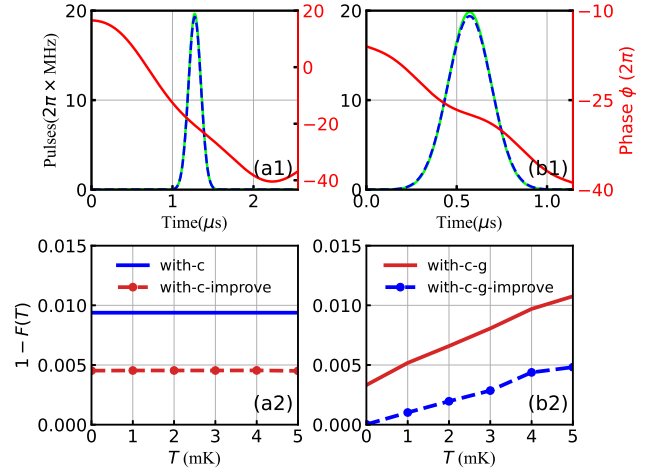 20
10
0
Pulses(2π × MHz)
20
0
−20
−40
(a1)
0
1
2
Time(μs)
20
10
0
−10
−25
−40
Phase ϕ (2π)
(b1)
0.0
0.5
1.0
Time(μs)
0.015
0.010
0.005
0.000
1 − F(T)
with-c
with-c-improve
(a2)
0 1 2 3 4 5
T (mK)
0.015
0.010
0.005
0.000
with-c-g
with-c-g-improve
(b2)
0 1 2 3 4 5
T (mK)